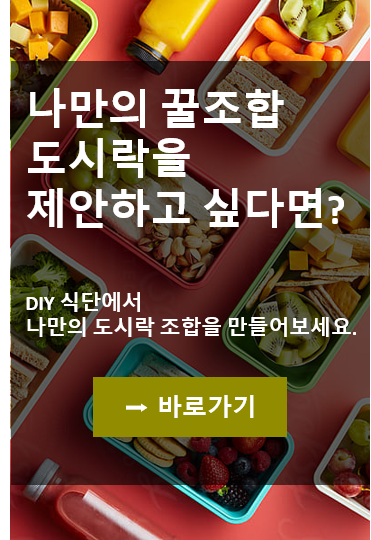 나만의 꿀조합
도시락을
제안하고 싶다면?
DIY 식단에서
나만의 도시락 조합을 만들어보세요.
➡ 바로가기